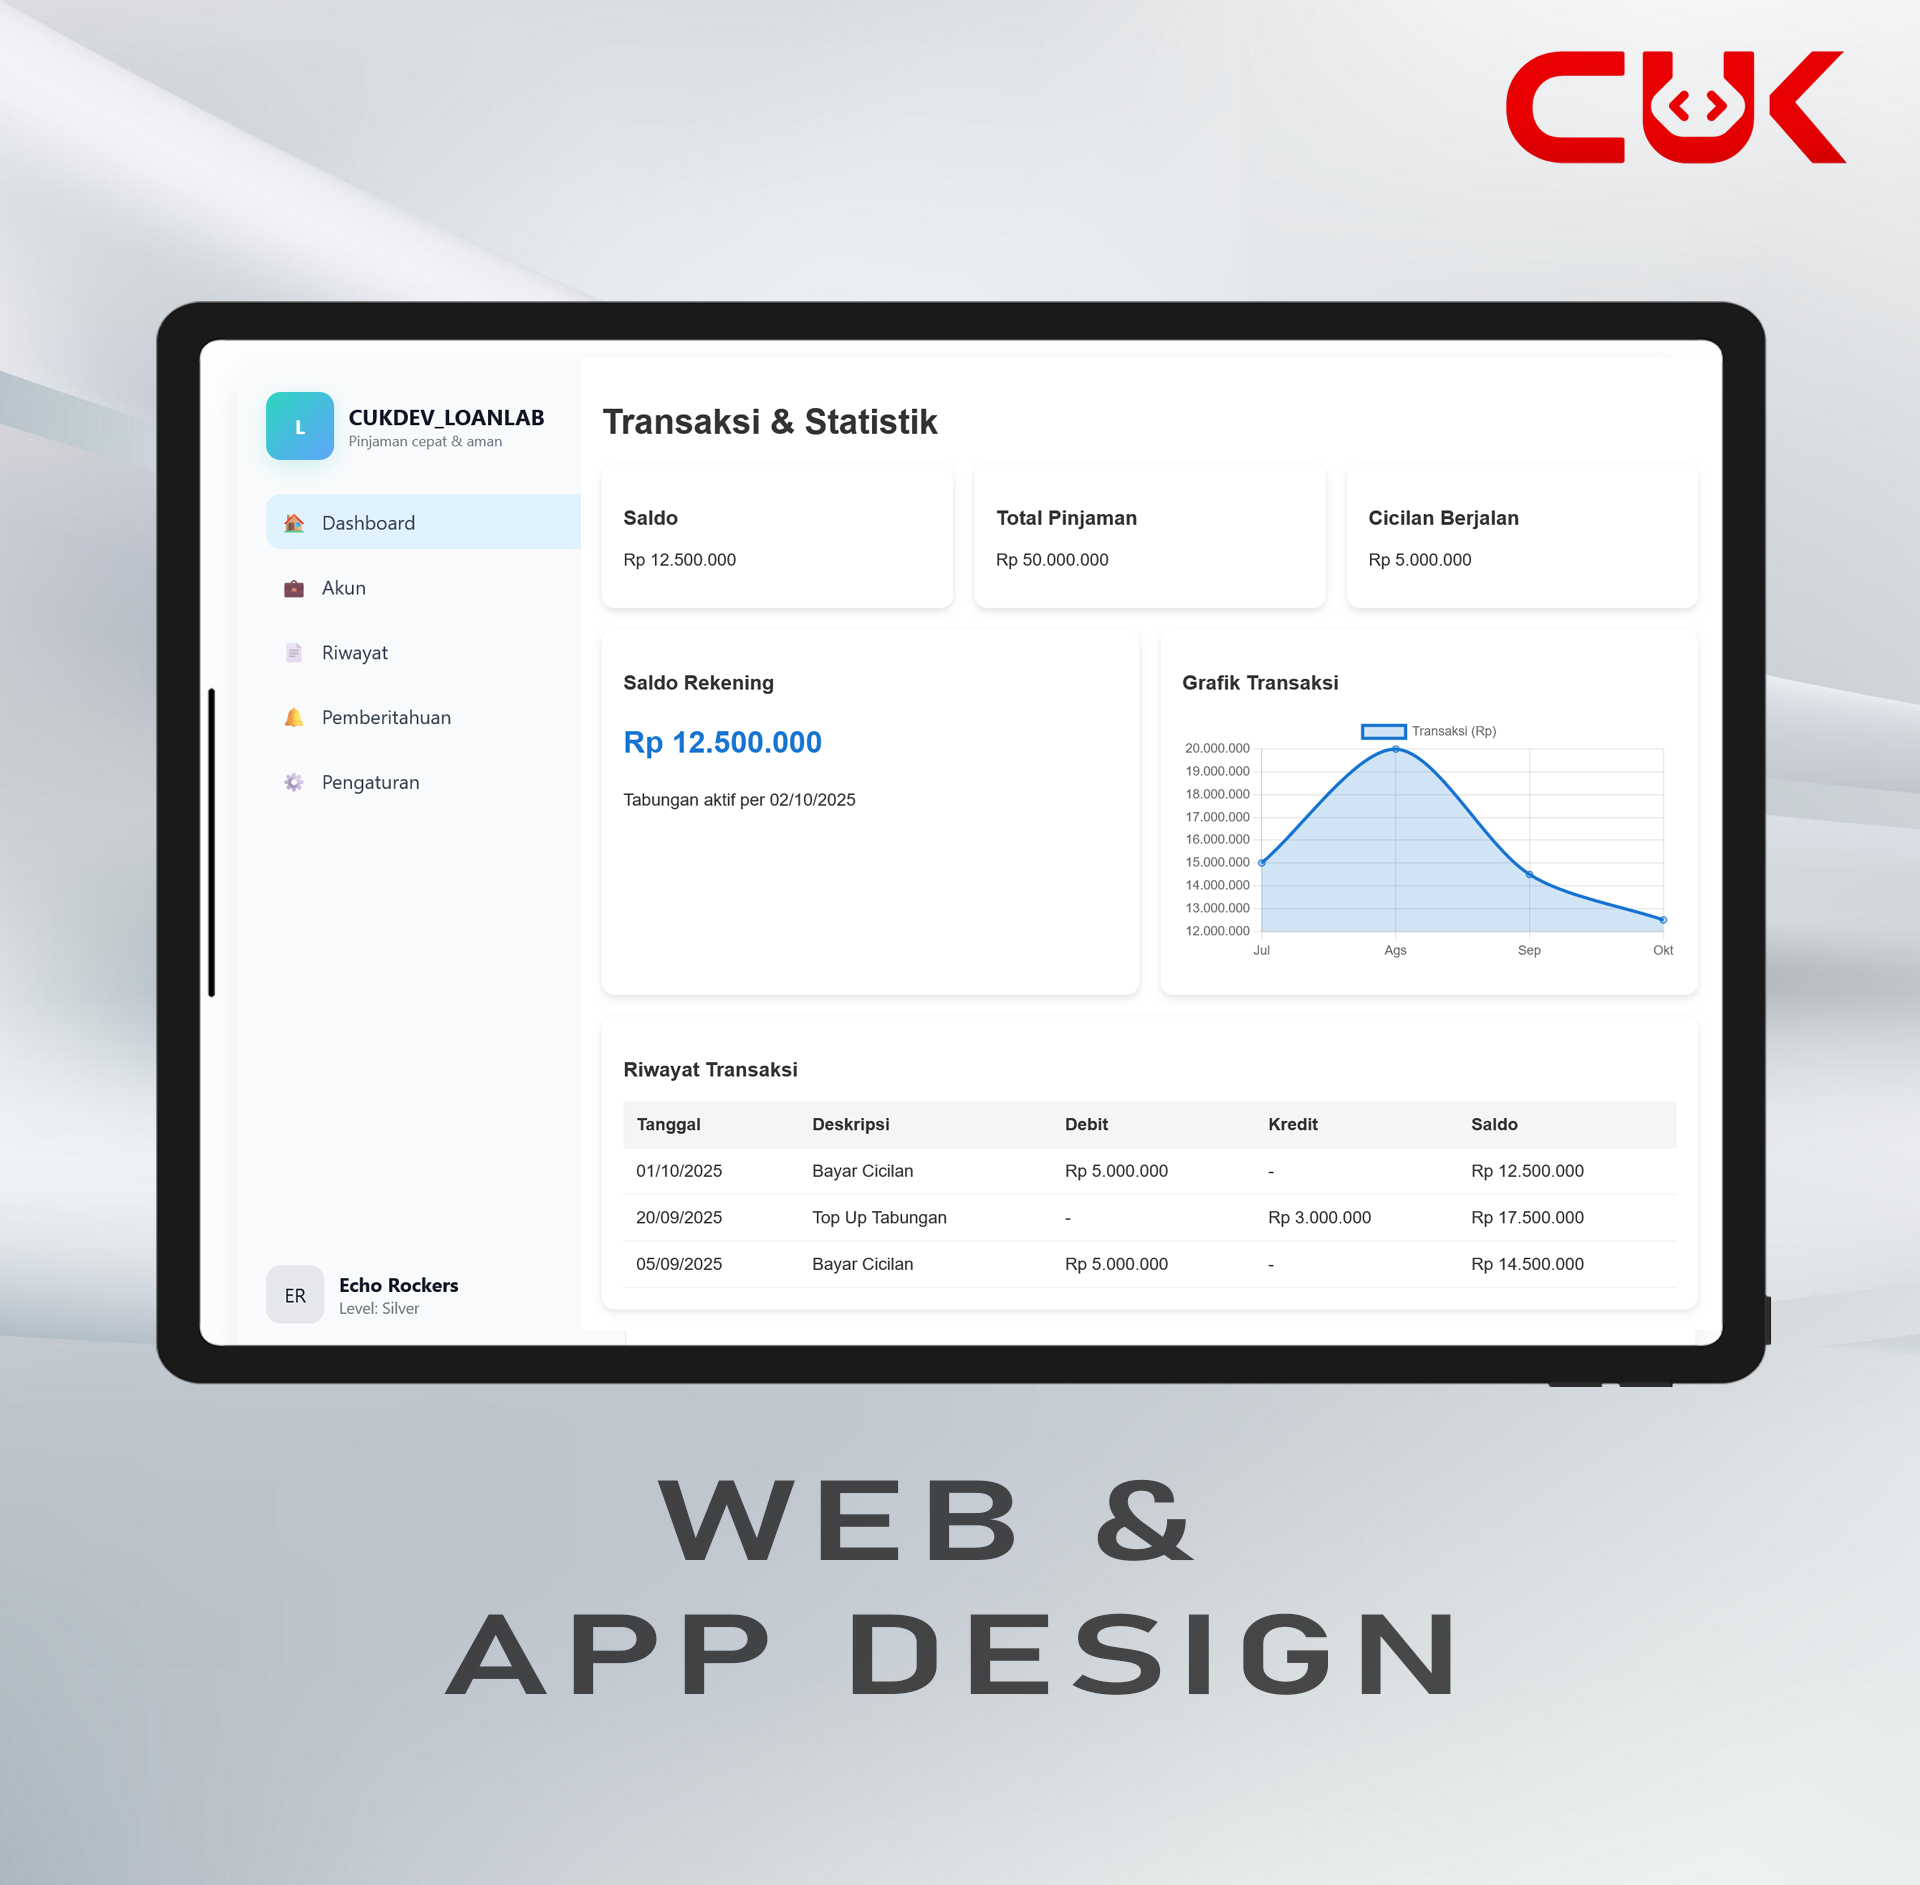 CUK
CUKDEV_LOANLAB
L
Pinjaman cepat & aman
Dashboard
Akun
Riwayat
Pemberitahuan
Pengaturan
ER
Echo Rockers
Level: Silver
Transaksi & Statistik
Saldo
Rp 12.500.000
Total Pinjaman
Rp 50.000.000
Cicilan Berjalan
Rp 5.000.000
Saldo Rekening
Rp 12.500.000
Tabungan aktif per 02/10/2025
Grafik Transaksi
Transaksi (Rp)
20.000.000
19.000.000
18.000.000
17.000.000
16.000.000
15.000.000
14.000.000
13.000.000
12.000.000
Jul Ags Sep Okt
Riwayat Transaksi
Tanggal Deskripsi Debit Kredit Saldo
01/10/2025 Bayar Cicilan Rp 5.000.000 - Rp 12.500.000
20/09/2025 Top Up Tabungan - Rp 3.000.000 Rp 17.500.000
05/09/2025 Bayar Cicilan Rp 5.000.000 - Rp 14.500.000
WEB &
APP DESIGN